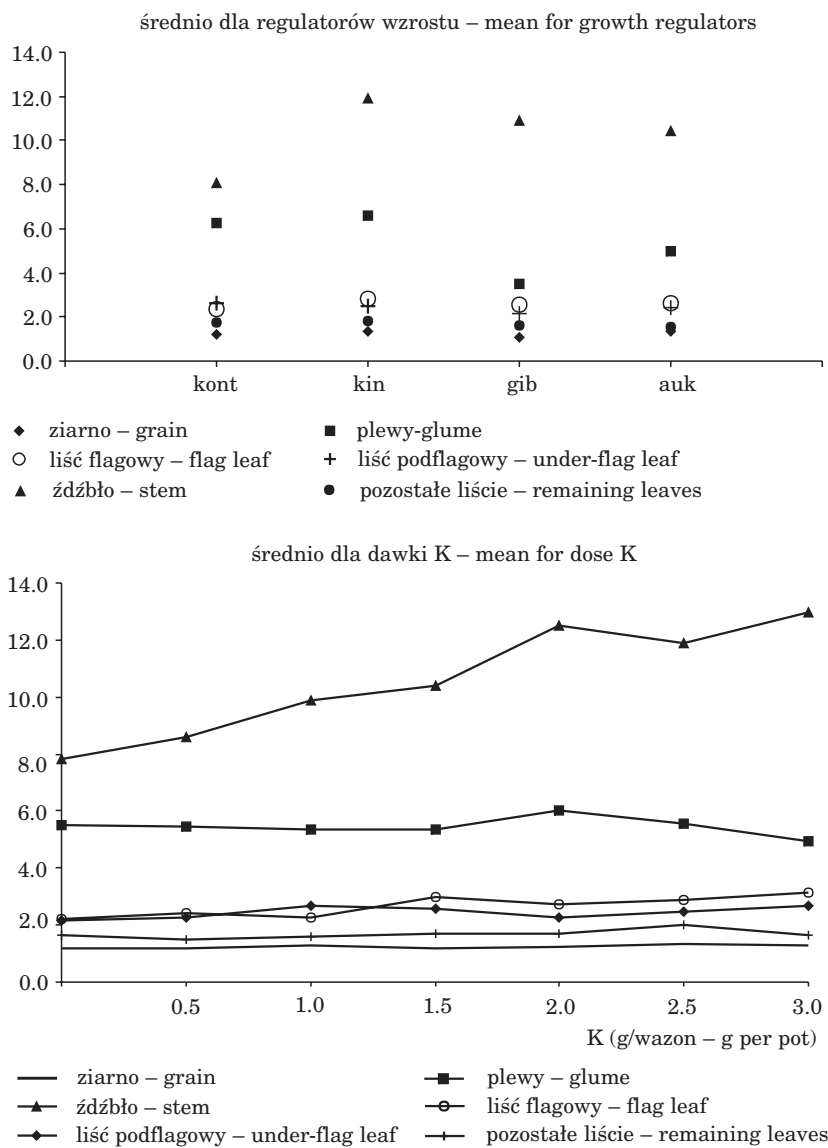 średnio dla regulatorów wzrostu – mean for growth regulators
14.0
12.0
10.0
8.0
6.0
4.0
2.0
0.0
kont kin gib auk
ziarno – grain plewy-glume
liść flagowy – flag leaf liść podflagowy – under-flag leaf
źdźbło – stem pozostałe liście – remaining leaves
średnio dla dawki K – mean for dose K
14.0
12.0
10.0
8.0
6.0
4.0
2.0
0.0
0.5 1.0 1.5 2.0 2.5 3.0
K (g/wazon – g per pot)
ziarno – grain plewy – glume
źdźbło – stem liść flagowy – flag leaf
liść podflagowy – under-flag leaf pozostałe liście – remaining leaves